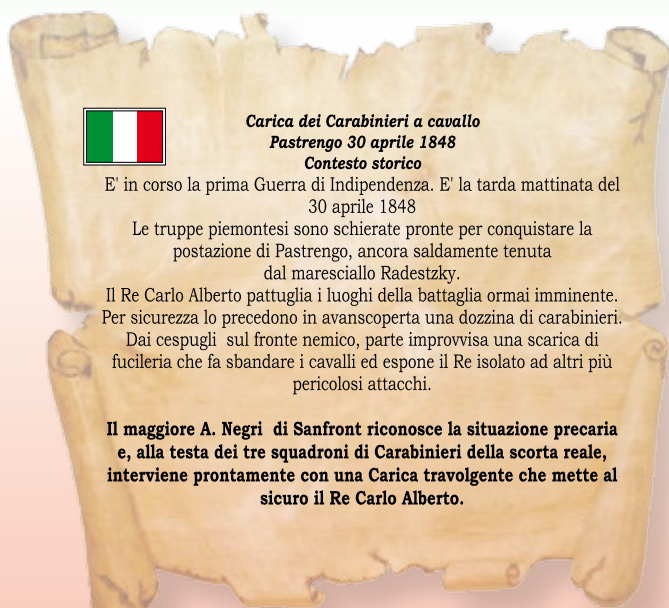 Carica dei Carabinieri a cavallo
Pastrengo 30 aprile 1848
Contesto storico
E' in corso la prima Guerra di Indipendenza. E' la tarda mattinata del
30 aprile 1848
Le truppe piemontesi sono schierate pronte per conquistare la
postazione di Pastrengo, ancora saldamente tenuta
dal maresciallo Radestzky.
Il Re Carlo Alberto pattuglia i luoghi della battaglia ormai imminente.
Per sicurezza lo precedono in avanscoperta una dozzina di carabinieri.
Dai cespugli  sul fronte nemico, parte improvvisa una scarica di
fucileria che fa sbandare i cavalli ed espone il Re isolato ad altri più
pericolosi attacchi.
Il maggiore A. Negri  di Sanfront riconosce la situazione precaria
e, alla testa dei tre squadroni di Carabinieri della scorta reale,
interviene prontamente con una Carica travolgente che mette al
sicuro il Re Carlo Alberto.